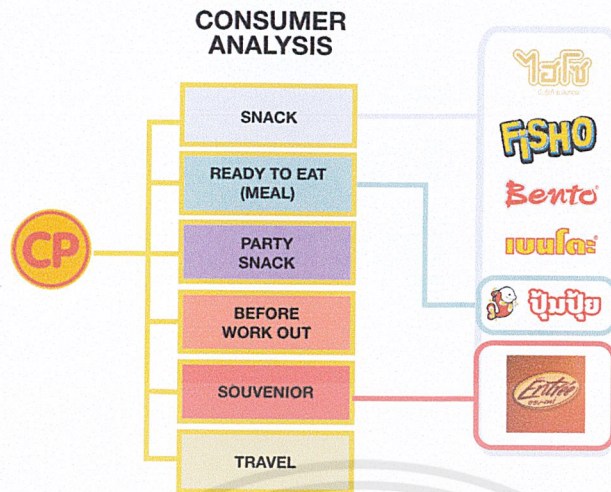 CONSUMER
ANALYSIS
CP
SNACK
READY TO EAT
(MEAL)
PARTY
SNACK
BEFORE
WORK OUT
SOUVENIOR
TRAVEL
ไฮโซ
FiSHO
Bento
เบนโตะ
ปุ้มปุ้ย
Entrée